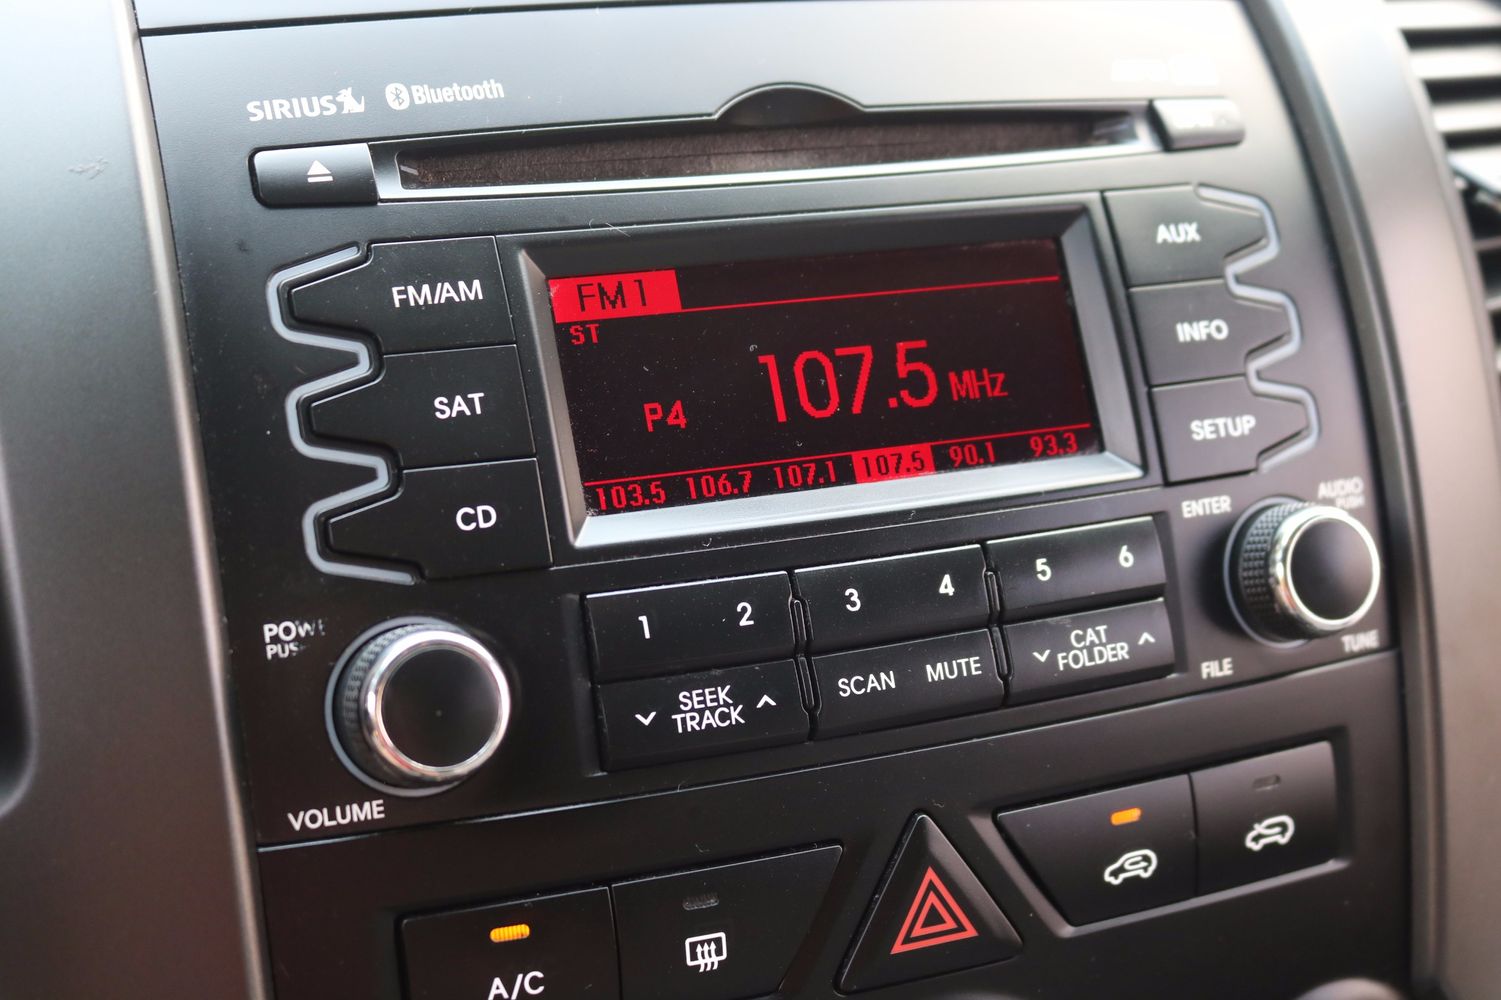 SIRIUS Bluetooth
FM/AM
SAT
CD
FM 1
ST
P4 107.5 MHz
103.5 106.7 107.1 107.5 90.1 93.3
AUX
INFO
SETUP
ENTER
AUDIO
PUSH
1 2 3 4 5 6
SEEK
TRACK
SCAN MUTE
CAT
FOLDER
FILE
TUNE
VOLUME
A/C